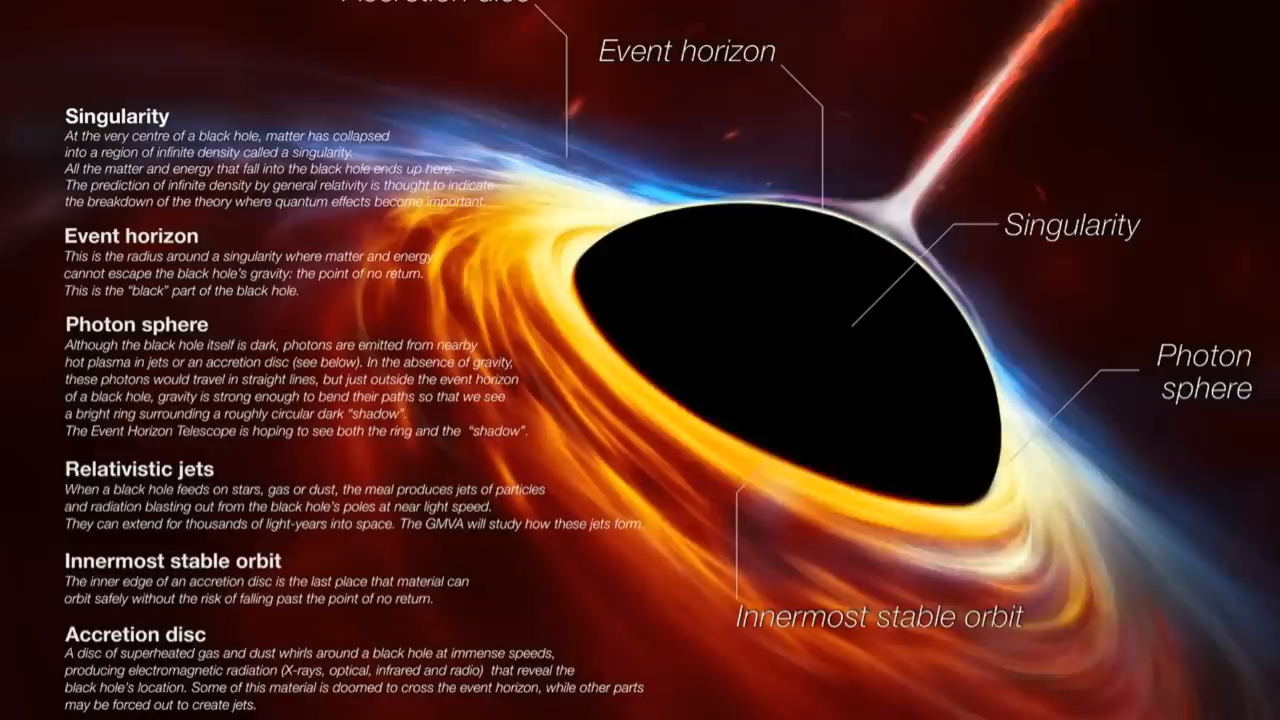 Accretion disc
Event horizon
Singularity
At the very centre of a black hole, matter has collapsed
into a region of infinite density called a singularity.
All the matter and energy that fall into the black hole ends up here.
The prediction of infinite density by general relativity is thought to indicate
the breakdown of the theory where quantum effects become important.
Event horizon
This is the radius around a singularity where matter and energy
cannot escape the black hole's gravity: the point of no return.
This is the “black” part of the black hole.
Photon sphere
Although the black hole itself is dark, photons are emitted from nearby
hot plasma in jets or an accretion disc (see below). In the absence of gravity,
these photons would travel in straight lines, but just outside the event horizon
of a black hole, gravity is strong enough to bend their paths so that we see
a bright ring surrounding a roughly circular dark “shadow”.
The Event Horizon Telescope is hoping to see both the ring and the “shadow”.
Relativistic jets
When a black hole feeds on stars, gas or dust, the meal produces jets of particles
and radiation blasting out from the black hole's poles at near light speed.
They can extend for thousands of light-years into space. The GMVA will study how these jets form.
Innermost stable orbit
The inner edge of an accretion disc is the last place that material can
orbit safely without the risk of falling past the point of no return.
Accretion disc
A disc of superheated gas and dust whirls around a black hole at immense speeds,
producing electromagnetic radiation (X-rays, optical, infrared and radio) that reveal the
black hole's location. Some of this material is doomed to cross the event horizon, while other parts
may be forced out to create jets.
Singularity
Photon
sphere
Innermost stable orbit